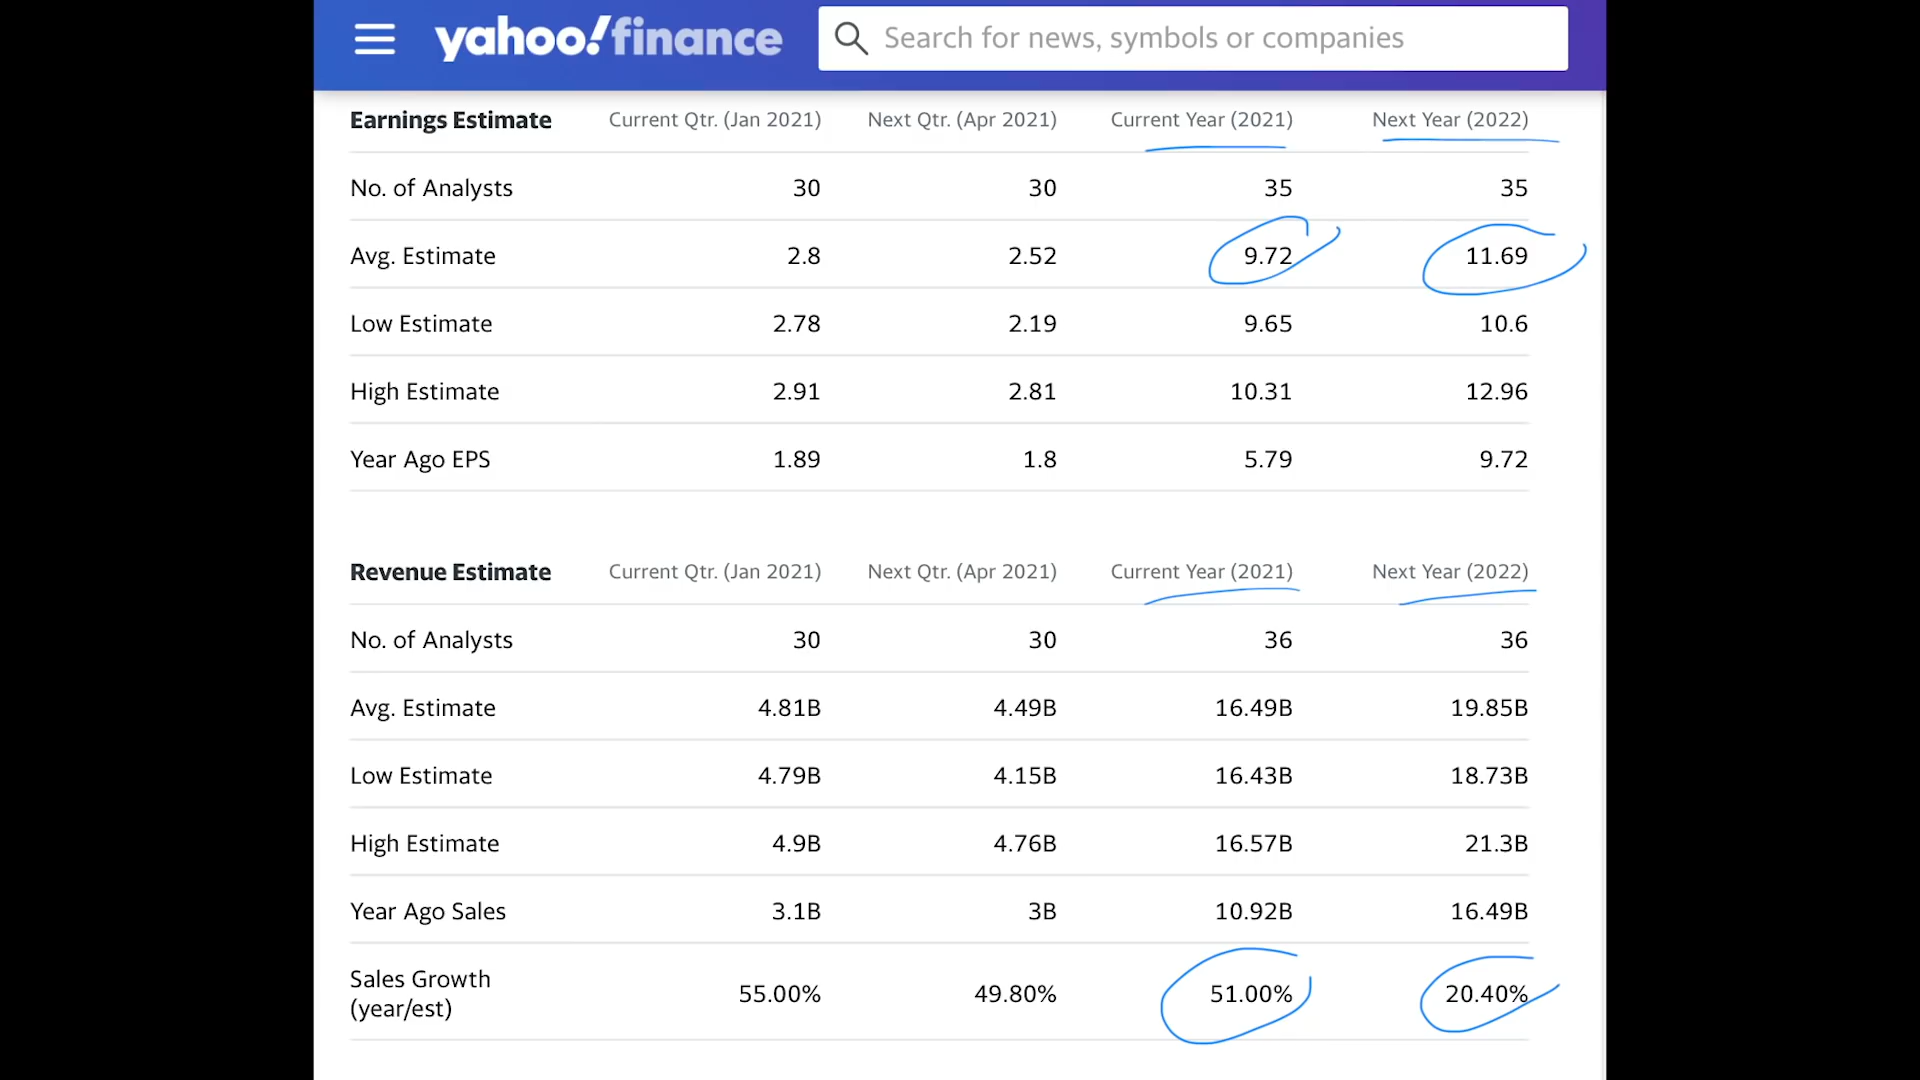 yahoo!finance Search for news, symbols or companies
Earnings Estimate Current Qtr. (Jan 2021) Next Qtr. (Apr 2021) Current Year (2021) Next Year (2022)
No. of Analysts 30 30 35 35
Avg. Estimate 2.8 2.52 9.72 11.69
Low Estimate 2.78 2.19 9.65 10.6
High Estimate 2.91 2.81 10.31 12.96
Year Ago EPS 1.89 1.8 5.79 9.72
Revenue Estimate Current Qtr. (Jan 2021) Next Qtr. (Apr 2021) Current Year (2021) Next Year (2022)
No. of Analysts 30 30 36 36
Avg. Estimate 4.81B 4.49B 16.49B 19.85B
Low Estimate 4.79B 4.15B 16.43B 18.73B
High Estimate 4.9B 4.76B 16.57B 21.3B
Year Ago Sales 3.1B 3B 10.92B 16.49B
Sales Growth
(year/est) 55.00% 49.80% 51.00% 20.40%